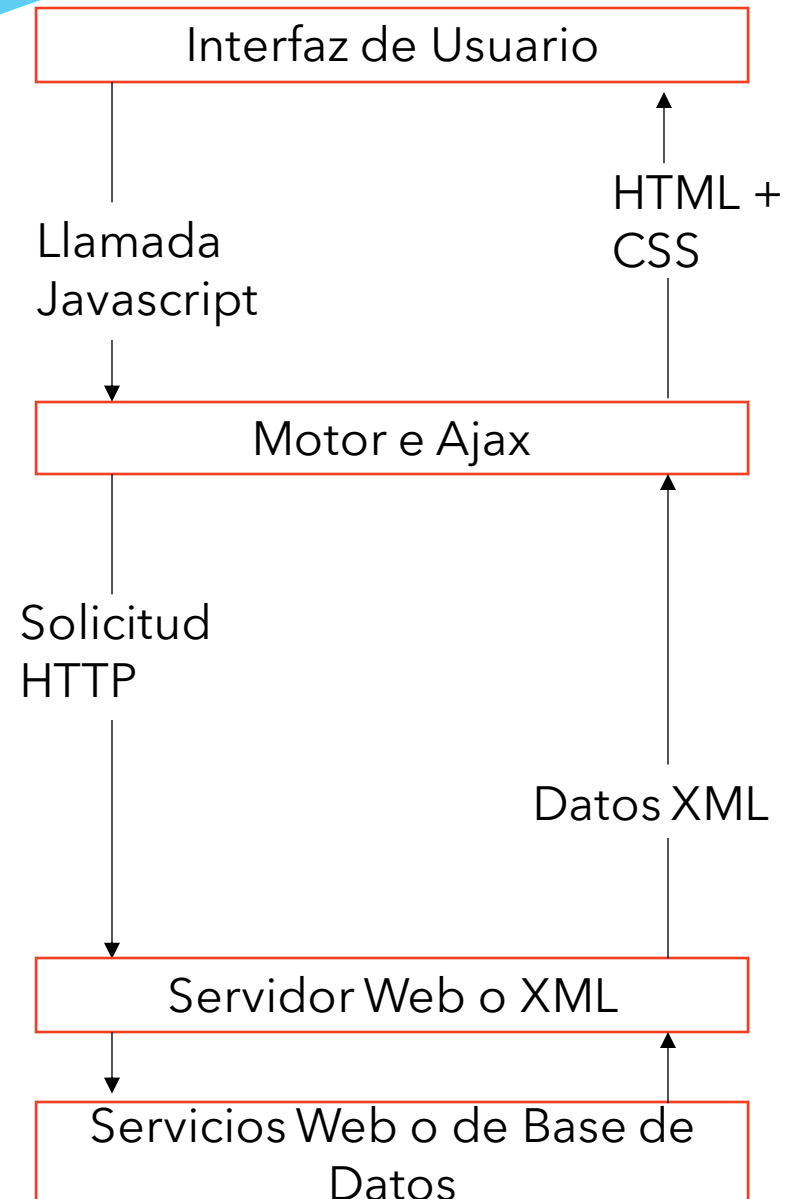 Interfaz de Usuario
HTML +
CSS
Llamada
Javascript
Motor e Ajax
Solicitud
HTTP
Datos XML
Servidor Web o XML
Servicios Web o de Base de
Datos